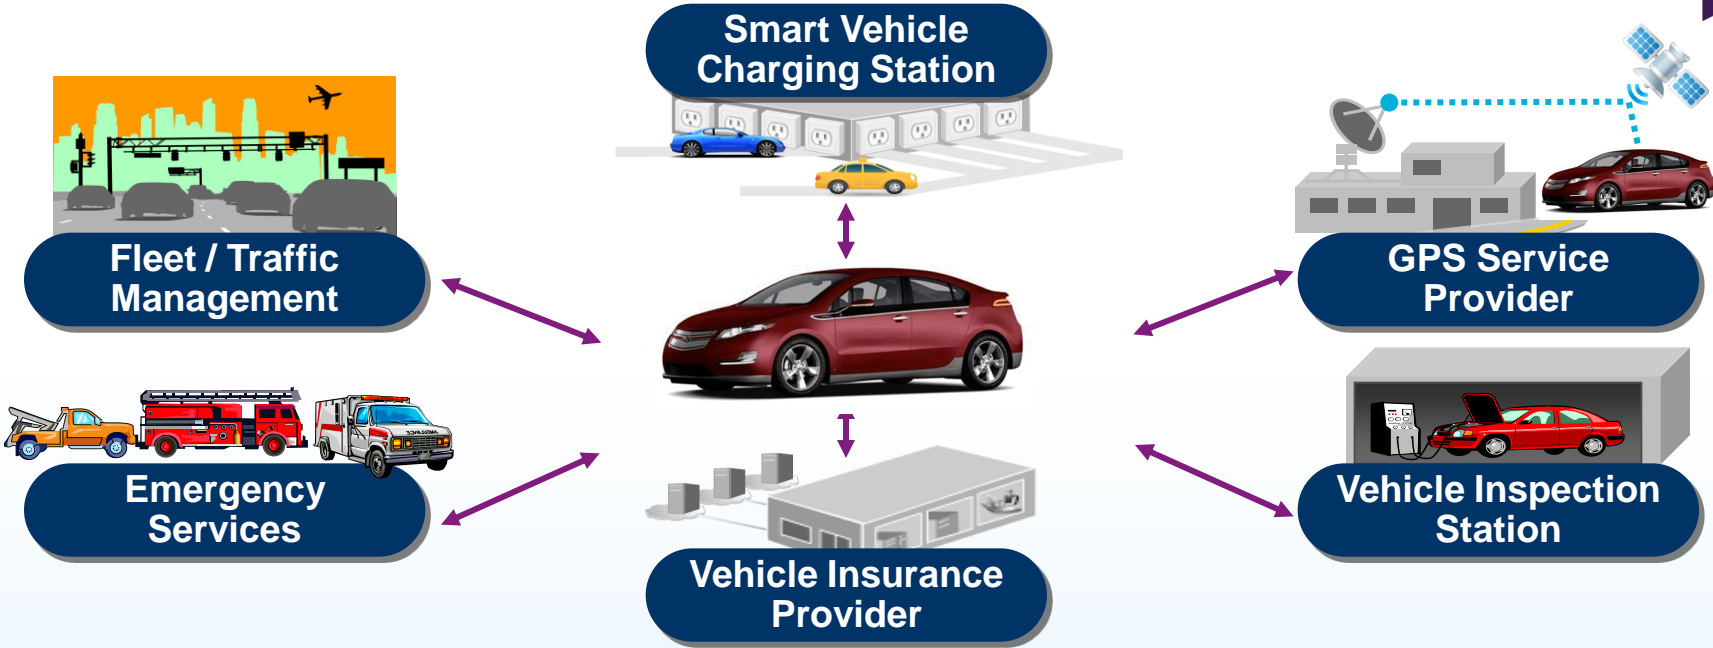 Smart Vehicle
Charging Station
Fleet / Traffic
Management
GPS Service
Provider
Emergency
Services
Vehicle Inspection
Station
Vehicle Insurance
Provider